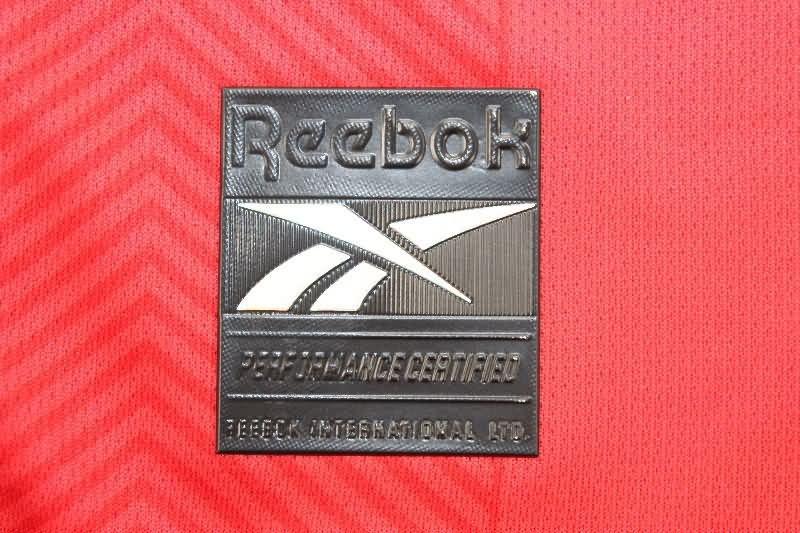 Reebok
PERFORMANCE CERTIFIED
REEBOK INTERNATIONAL LTD.